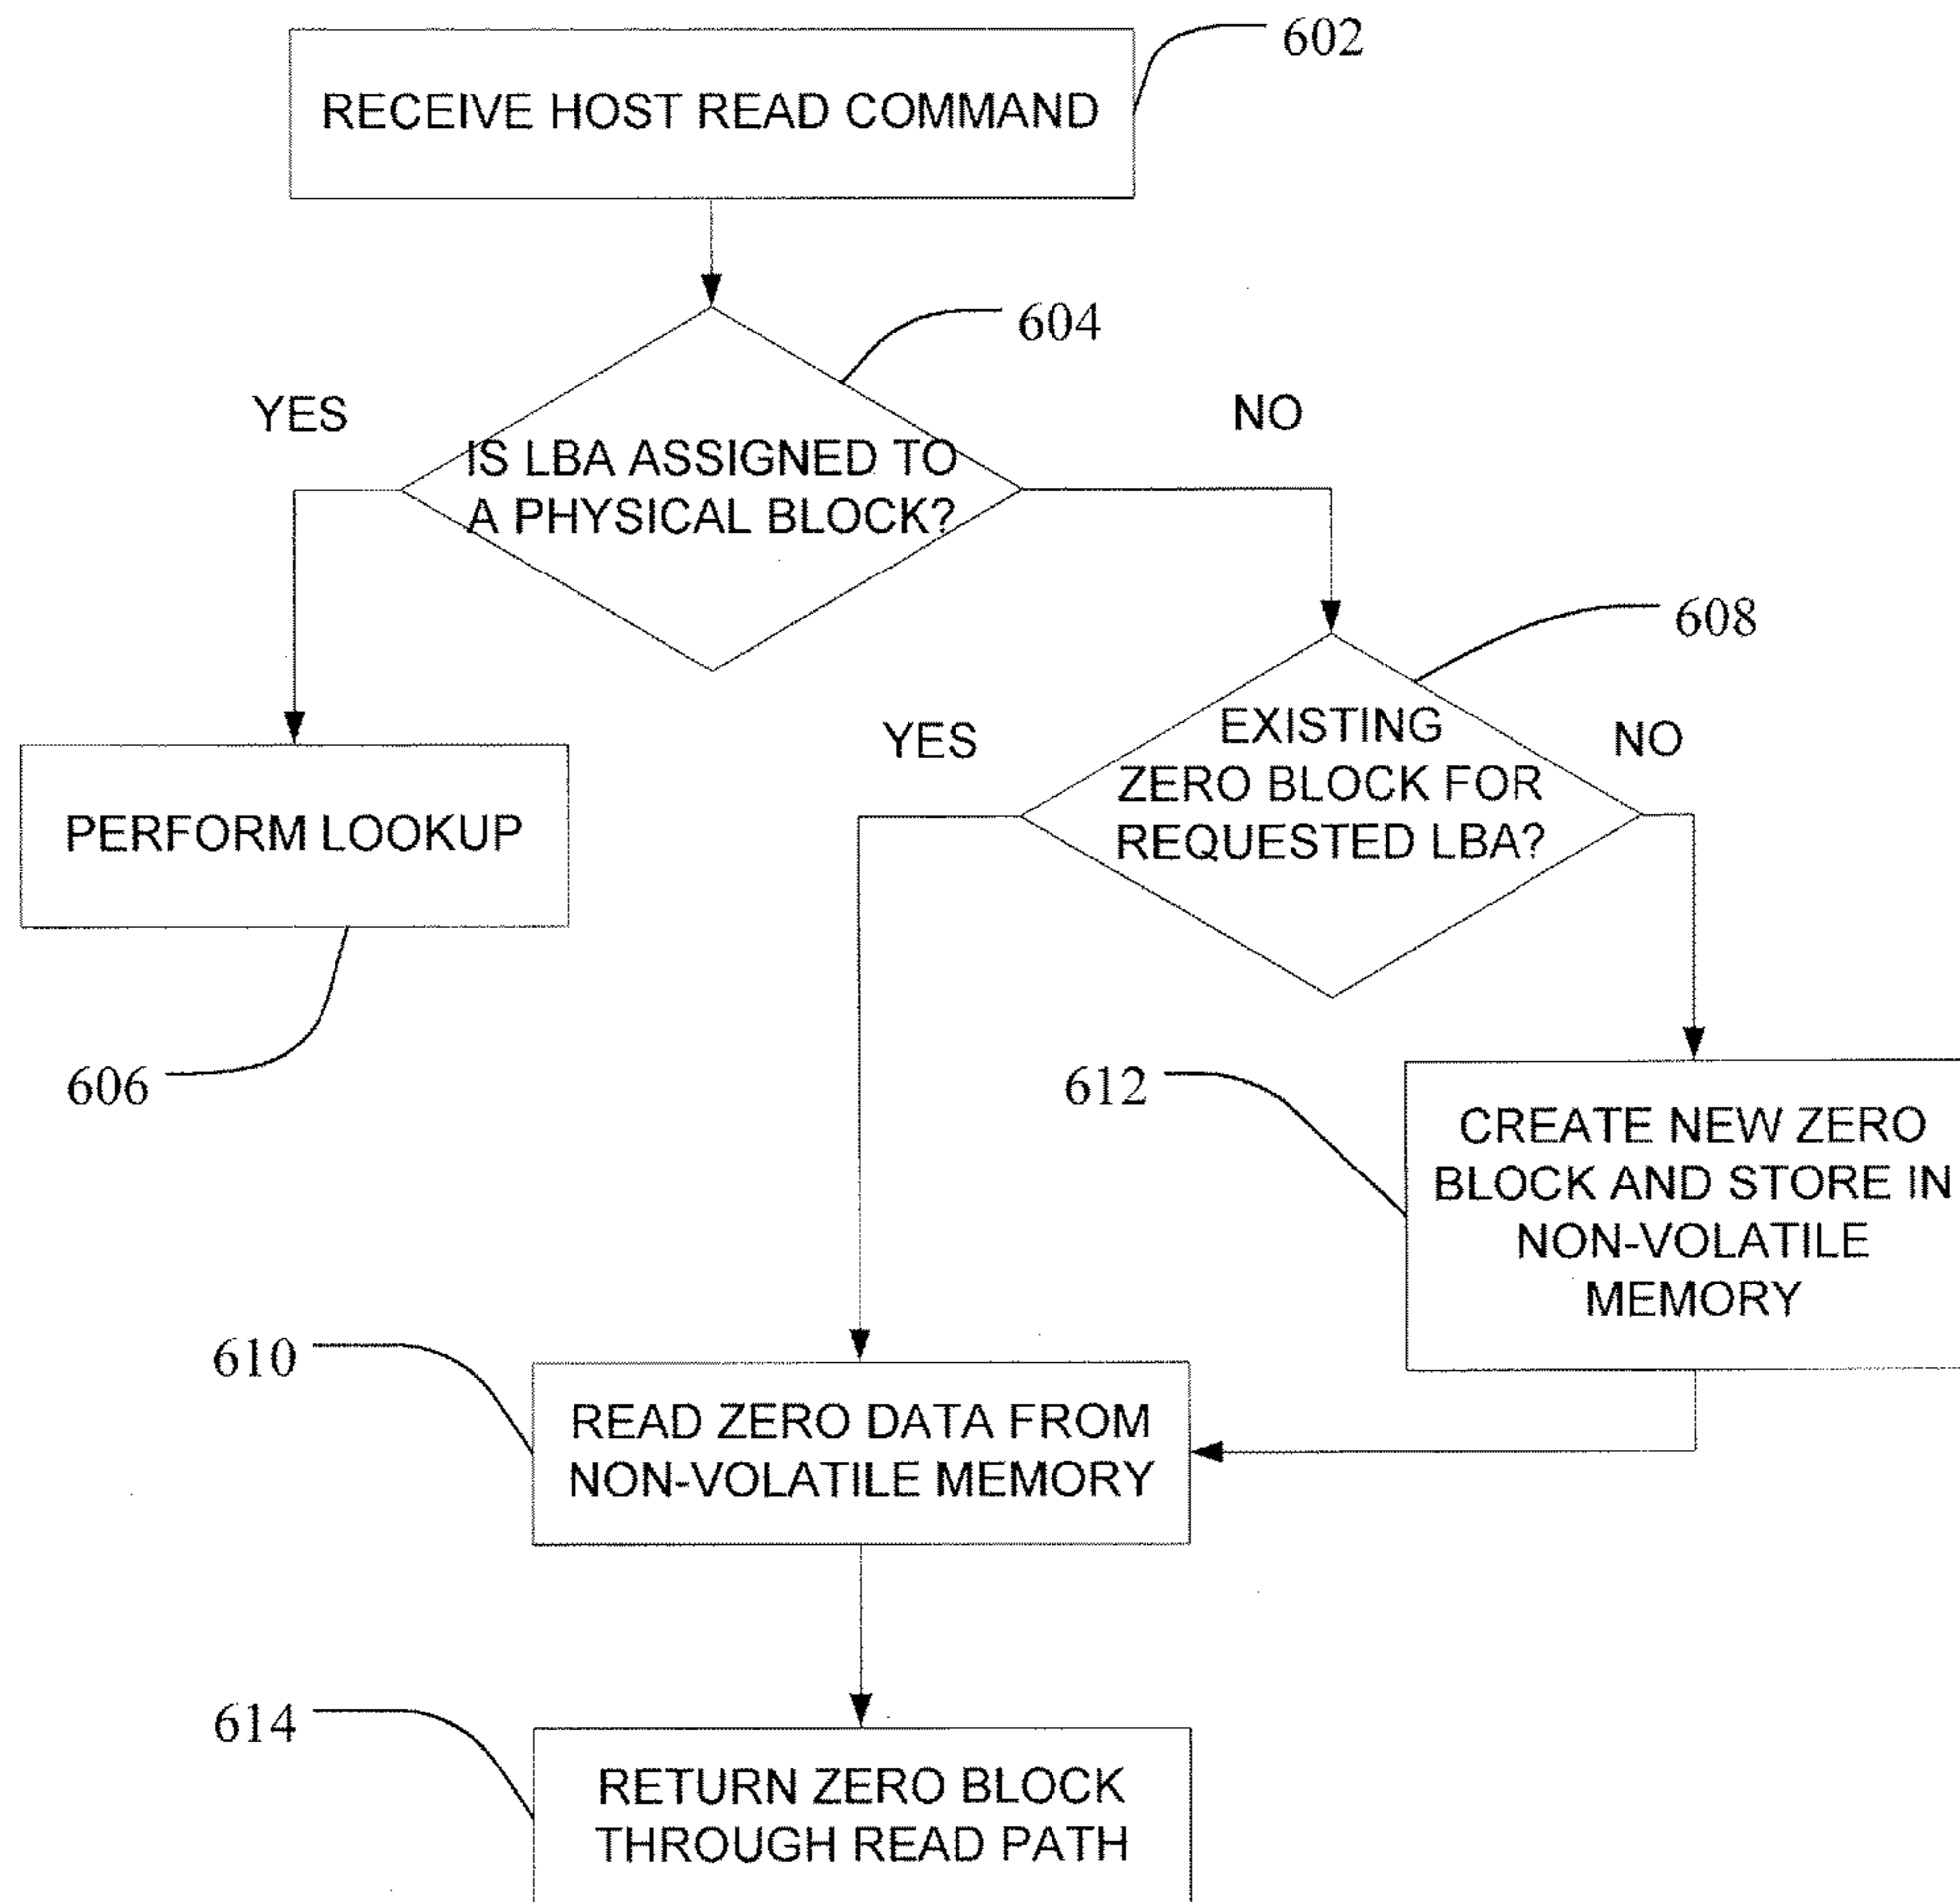 602
RECEIVE HOST READ COMMAND
604
YES
NO
IS LBA ASSIGNED TO
A PHYSICAL BLOCK?
608
YES
EXISTING
ZERO BLOCK FOR
REQUESTED LBA?
NO
PERFORM LOOKUP
606
612
CREATE NEW ZERO
BLOCK AND STORE IN
NON-VOLATILE
MEMORY
610
READ ZERO DATA FROM
NON-VOLATILE MEMORY
614
RETURN ZERO BLOCK
THROUGH READ PATH